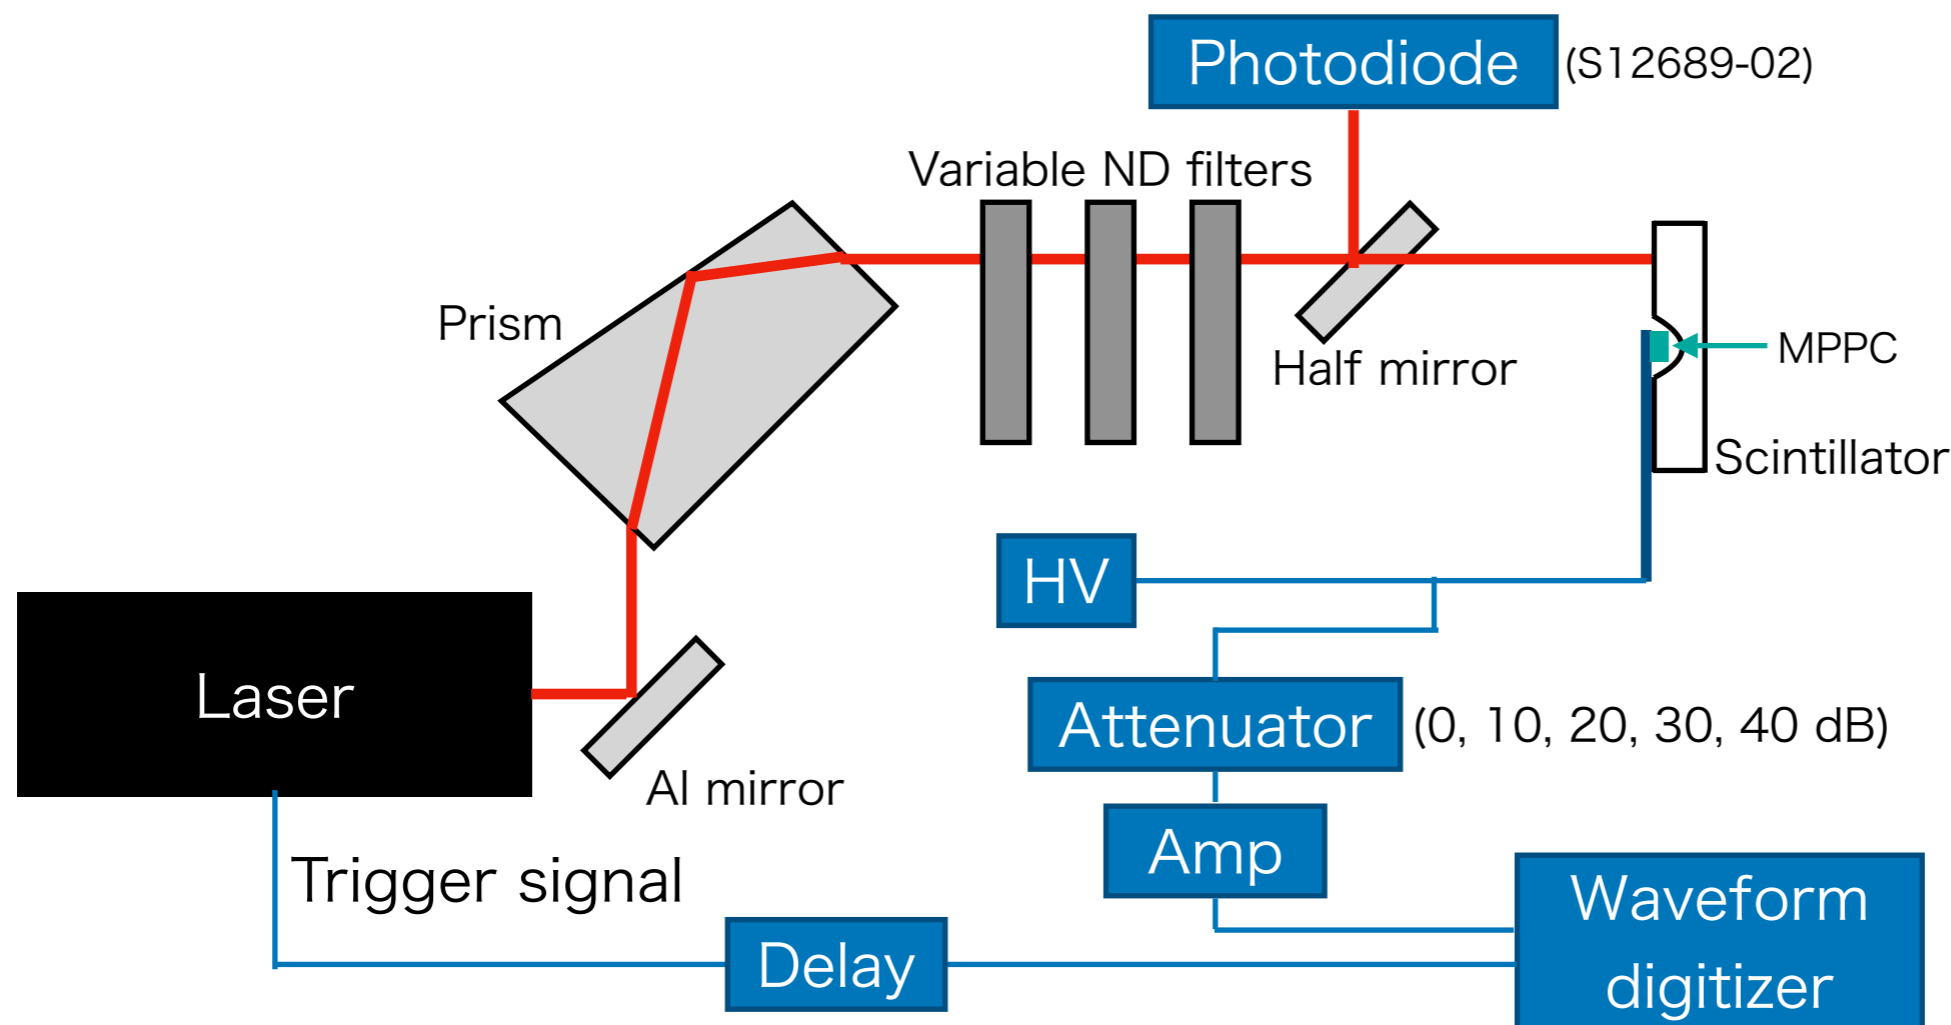 Photodiode (S12689-02)
Variable ND filters
Prism
Half mirror
MPPC
Scintillator
HV
Laser
Attenuator (0, 10, 20, 30, 40 dB)
Al mirror
Amp
Trigger signal
Waveform
digitizer
Delay